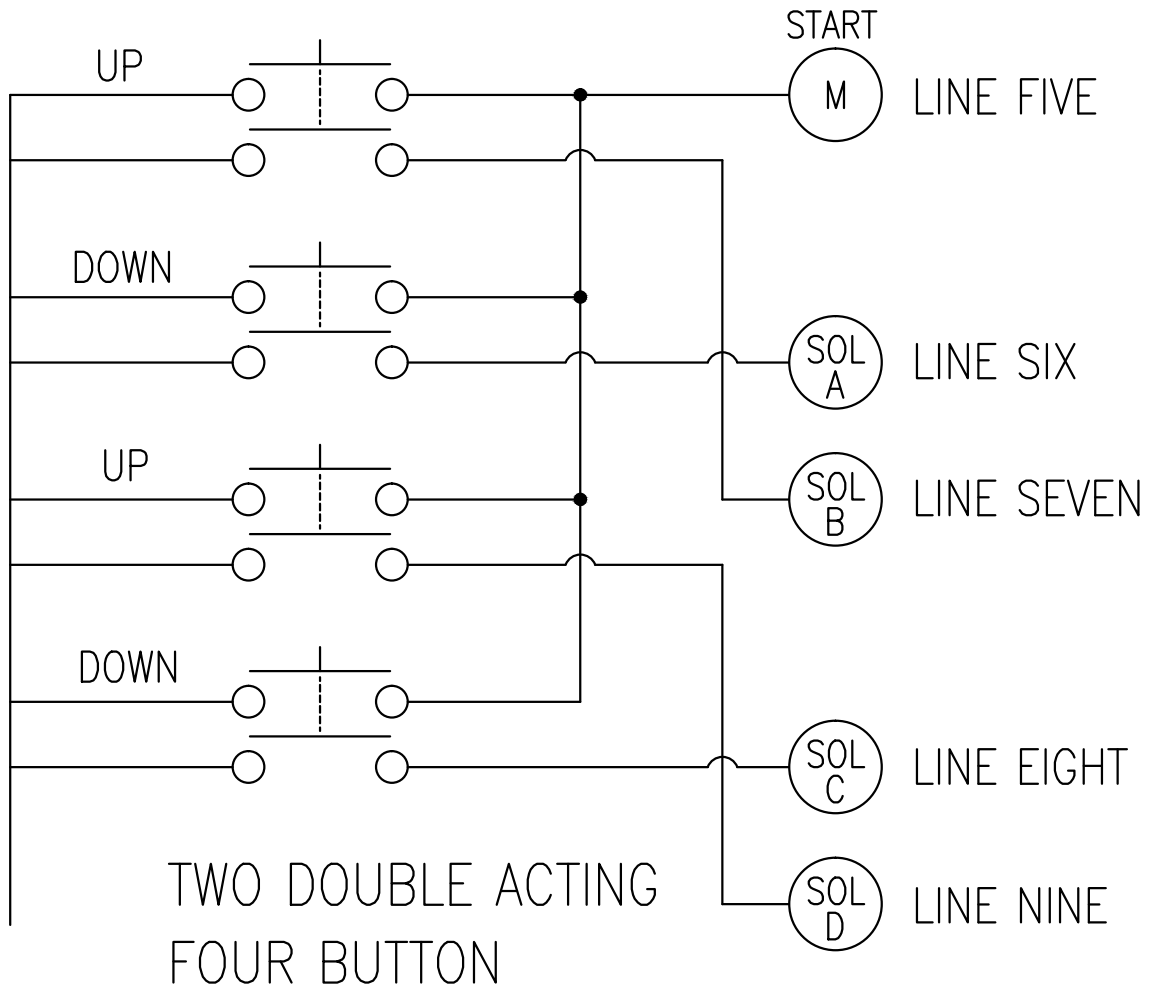 START
UP
M LINE FIVE
DOWN
SOL
A
LINE SIX
UP
SOL
B
LINE SEVEN
DOWN
SOL
C
LINE EIGHT
SOL
D
LINE NINE
TWO DOUBLE ACTING
FOUR BUTTON